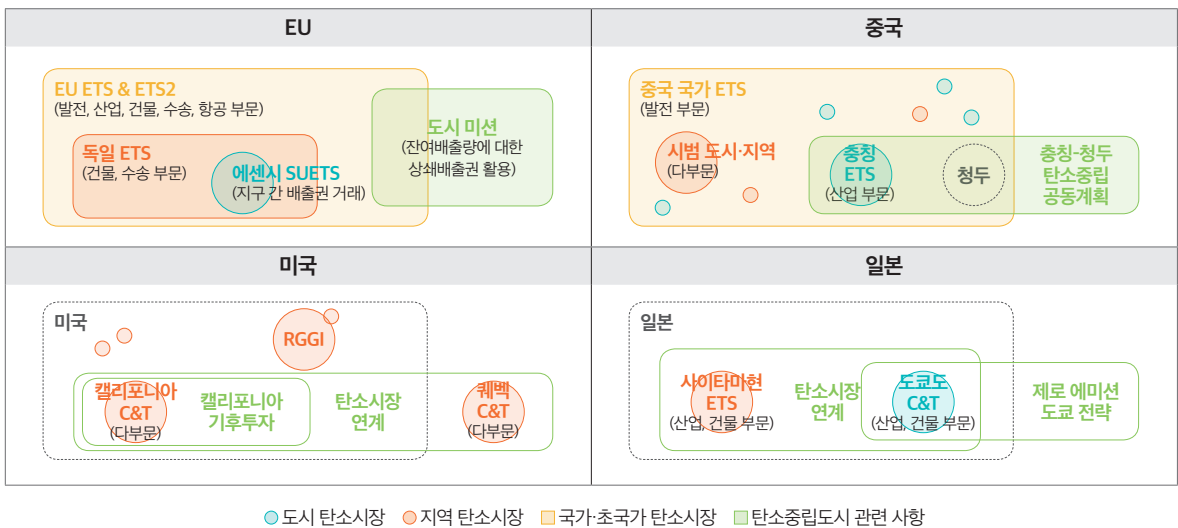 EU
EU ETS & ETS2
(발전, 산업, 건물, 수송, 항공 부문)
독일 ETS
(건물, 수송 부문)
에센시 SUETS
(지구 간 배출권 거래)
도시 미션
(잔여배출량에 대한
상쇄배출권 활용)
중국
중국 국가 ETS
(발전 부문)
시범 도시·지역
(다부문)
충칭
ETS
(산업 부문)
청두
충칭-청두
탄소중립
공동계획
미국
미국
RGGI
캘리포니아
C&T
(다부문)
캘리포니아
기후투자
탄소시장
연계
퀘벡
C&T
(다부문)
일본
일본
사이타마현
ETS
(산업, 건물 부문)
탄소시장
연계
도쿄도
C&T
(산업, 건물 부문)
제로 에미션
도쿄 전략
도시 탄소시장
지역 탄소시장
국가·초국가 탄소시장
탄소중립도시 관련 사항